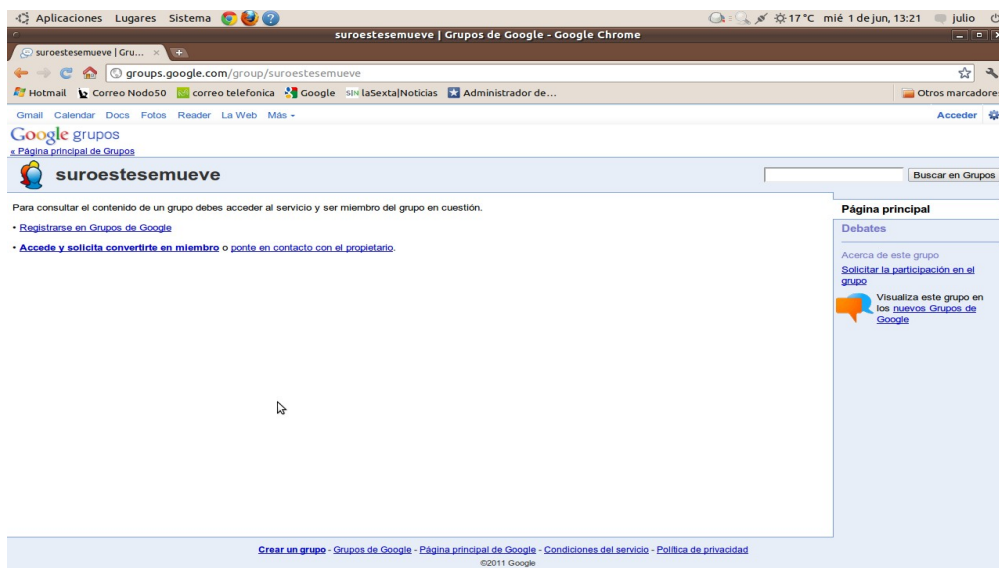 Aplicaciones Lugares Sistema 17 °C mié 1 de jun, 13:21 julio
suroestesemueve | Grupos de Google - Google Chrome
suroestesemueve | Gru...
groups.google.com/group/suroestesemueve
Hotmail Correo Nodo50 correo telefonica Google SIN laSexta|Noticias Administrador de... Otros marcadore
Gmail Calendar Docs Fotos Reader La Web Más Acceder
Google grupos
« Página principal de Grupos
suroestesemueve Buscar en Grupos
Para consultar el contenido de un grupo debes acceder al servicio y ser miembro del grupo en cuestión.
• Registrarse en Grupos de Google
• Accede y solicita convertirte en miembro o ponte en contacto con el propietario.
Página principal
Debates
Acerca de este grupo
Solicitar la participación en el
grupo
Visualiza este grupo en
los nuevos Grupos de
Google
Crear un grupo - Grupos de Google - Página principal de Google - Condiciones del servicio - Política de privacidad
©2011 Google